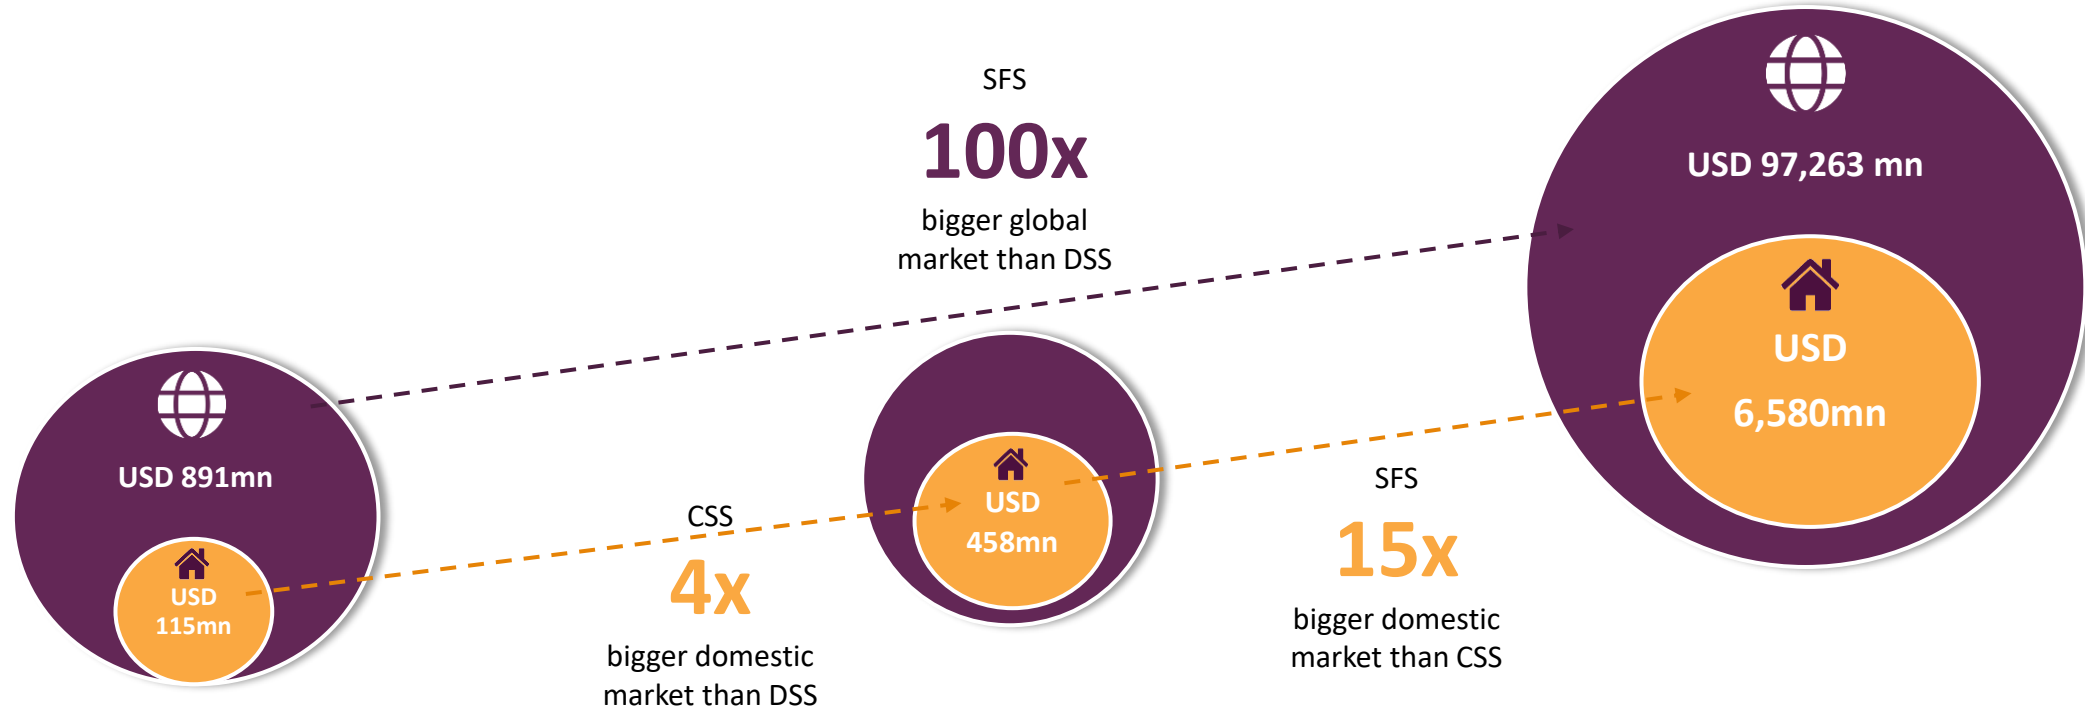 SFS
100x
bigger global
market than DSS
USD 97,263 mn
USD
6,580mn
USD 891mn
USD
115mn
CSS
4x
bigger domestic
market than DSS
USD
458mn
SFS
15x
bigger domestic
market than CSS